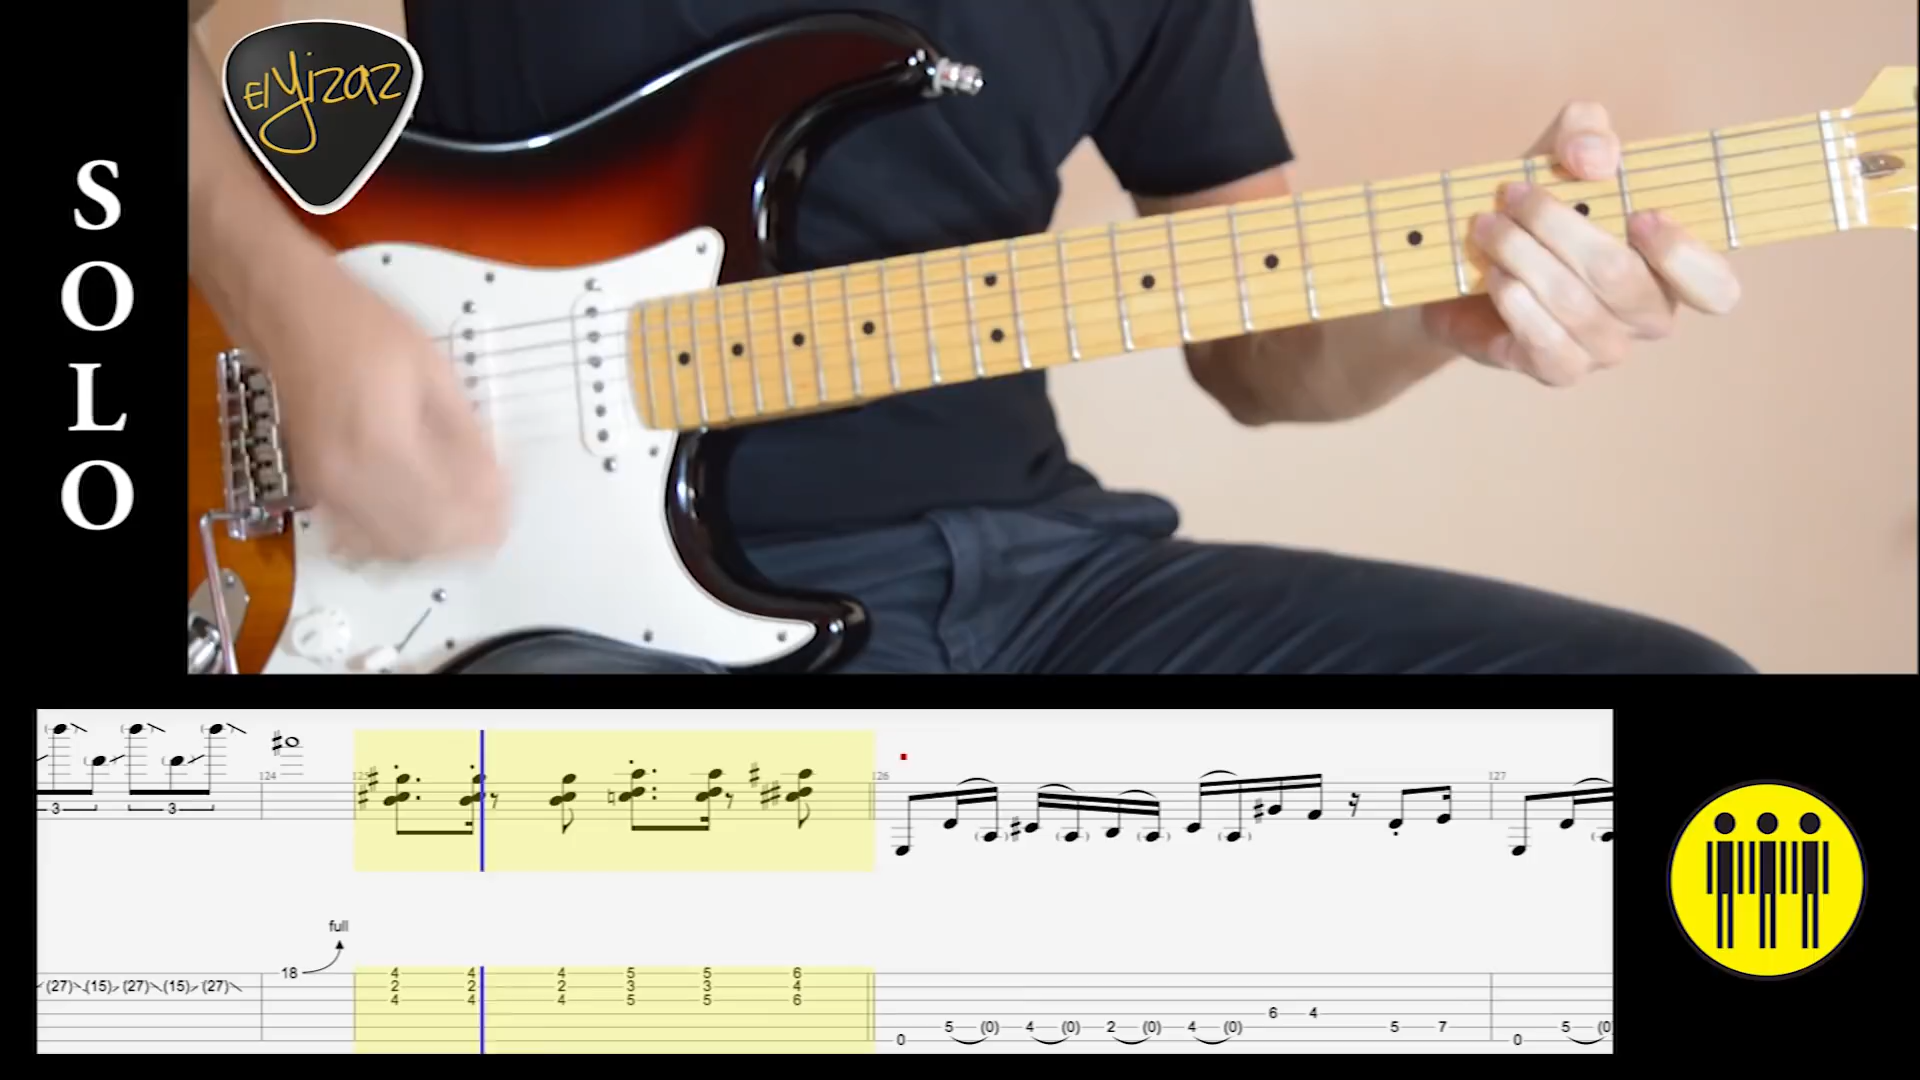 El Yizaz
S
O
L
O
3 3
124 125 126 127
full
(27) (15) (27) (15) (27) 18 4 4 4 5 5 6
2 2 2 3 3 4
4 4 4 5 5 6
6 4
5 (0) 4 (0) 2 (0) 4 (0) 5 7 5 (0
0 0